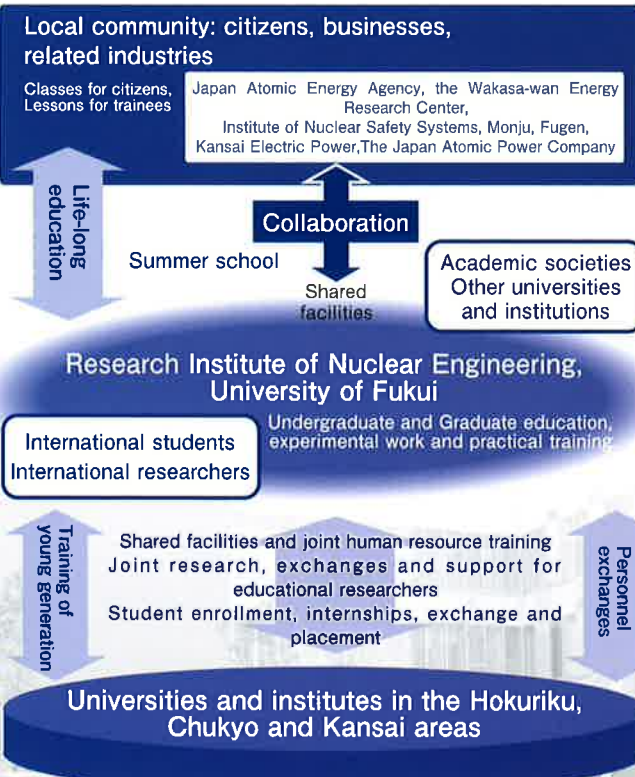 Local community: citizens, businesses,
related industries
Classes for citizens,
Lessons for trainees
Japan Atomic Energy Agency, the Wakasa-wan Energy
Research Center,
Institute of Nuclear Safety Systems, Monju, Fugen,
Kansai Electric Power,The Japan Atomic Power Company
Life-long
education
Collaboration
Summer school
Shared
facilities
Academic societies
Other universities
and institutions
Research Institute of Nuclear Engineering,
University of Fukui
Undergraduate and Graduate education,
experimental work and practical training
International students
International researchers
Training of
young generation
Shared facilities and joint human resource training
Joint research, exchanges and support for
educational researchers
Student enrollment, internships, exchange and
placement
Personnel
exchanges
Universities and institutes in the Hokuriku,
Chukyo and Kansai areas